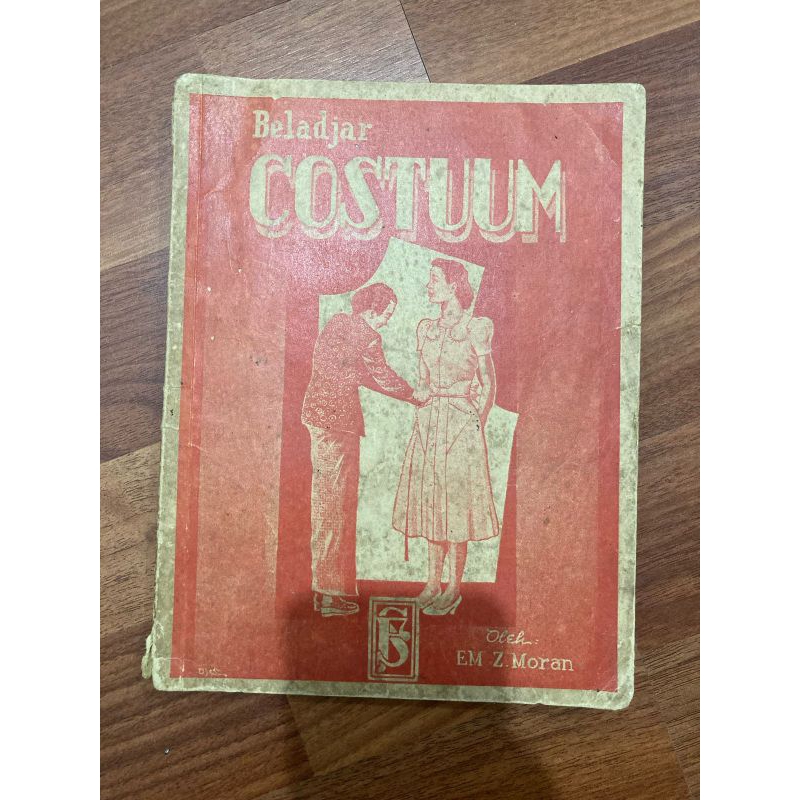 Beladjar
COSTUUM
Oleh:
EM Z. Moran